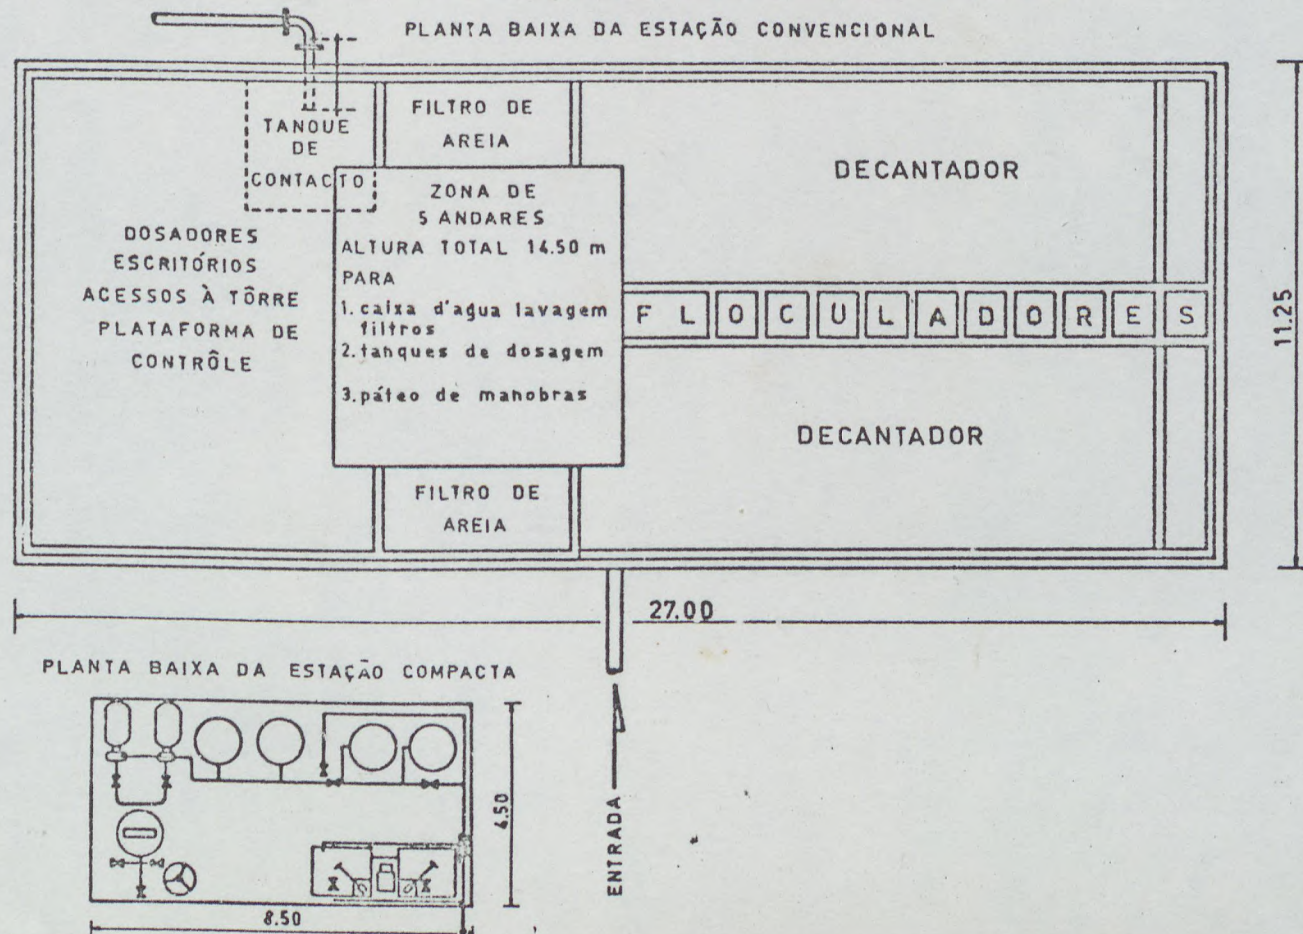 PLANTA BAIXA DA ESTAÇÃO CONVENCIONAL
TANQUE
DE
CONTACTO
FILTRO DE
AREIA
DECANTADOR
ZONA DE
5 ANDARES
ALTURA TOTAL 14.50 m
PARA
1. caixa d'agua lavagem
filtros
2. tanques de dosagem
3. páteo de manobras
DOSADORES
ESCRITÓRIOS
ACESSOS À TÔRRE
PLATAFORMA DE
CONTRÔLE
FLOCULADORES
11.25
DECANTADOR
FILTRO DE
AREIA
27.00
PLANTA BAIXA DA ESTAÇÃO COMPACTA
4.50
8.50
ENTRADA